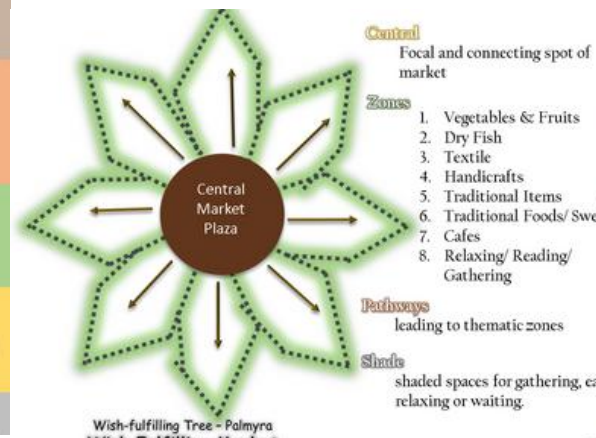 Central
Focal and connecting spot of
market
Zones
1. Vegetables & Fruits
2. Dry Fish
3. Textile
4. Handicrafts
5. Traditional Items
6. Traditional Foods/
7. Cafes
8. Relaxing/ Reading/
Gathering
Pathways
leading to thematic zones
Shade
shaded spaces for gathering,
relaxing or waiting.
Central
Market
Plaza
Wish-fulfilling Tree - Palmyra